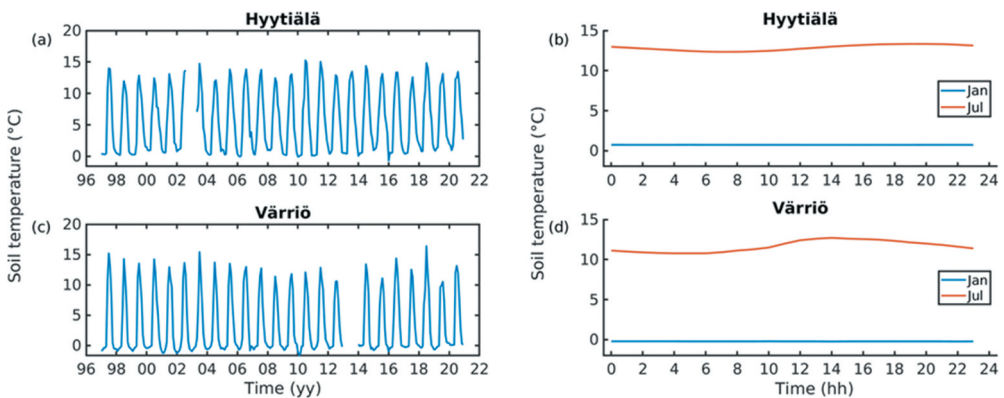 Hyytiälä
(a)
20
15
10
5
0
96 98 00 02 04 06 08 10 12 14 16 18 20 22
Hyytiälä
(b)
15
10
5
0
Jan
Jul
0 2 4 6 8 10 12 14 16 18 20 22 24
Soil temperature (°C)
Soil temperature (°C)
Värriö
(c)
20
15
10
5
0
96 98 00 02 04 06 08 10 12 14 16 18 20 22
Time (yy)
Värriö
(d)
15
10
5
0
Jan
Jul
0 2 4 6 8 10 12 14 16 18 20 22 24
Time (hh)